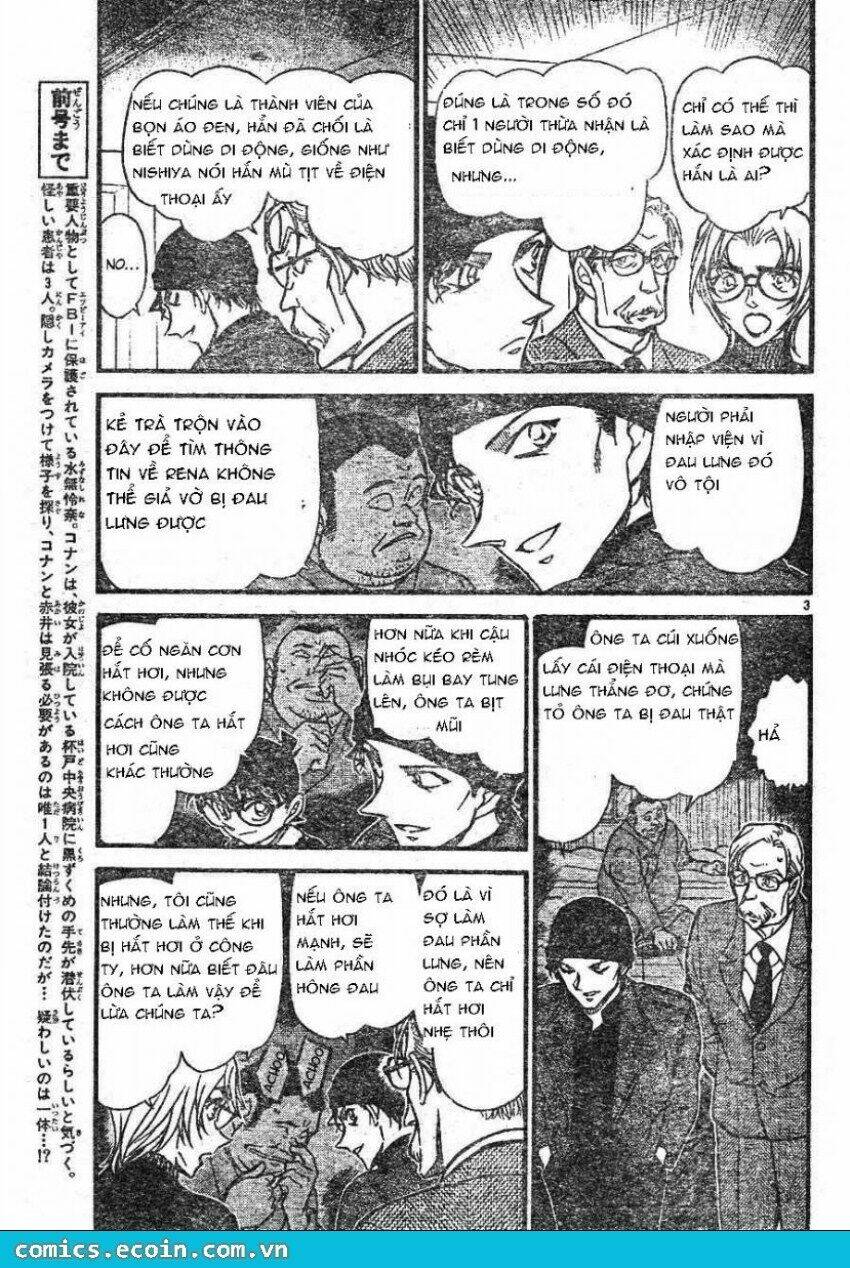 CHỈ CÓ THẾ THÌ
LÀM SAO MÀ
XÁC ĐỊNH ĐƯỢC
HẮN LÀ AI?
ĐÚNG LÀ TRONG SỐ ĐÓ
CHỈ 1 NGƯỜI THỪA NHẬN LÀ
BIẾT DÙNG DI ĐỘNG,
NHƯNG...
NẾU CHÚNG LÀ THÀNH VIÊN CỦA
BỌN ÁO ĐEN, HẲN ĐÃ CHỐI LÀ
BIẾT DÙNG DI ĐỘNG, GIỐNG NHƯ
NISHIYA NÓI HẮN MÙ TỊT VỀ ĐIỆN
THOẠI ẤY
NO...
NGƯỜI PHẢI
NHẬP VIỆN VÌ
ĐAU LƯNG ĐÓ
VÔ TỘI
KẺ TRÀ TRỘN VÀO
ĐÂY ĐỂ TÌM THÔNG
TIN VỀ RENA KHÔNG
THỂ GIẢ VỜ BỊ ĐAU
LƯNG ĐƯỢC
3
ÔNG TA CÚI XUỐNG
LẤY CÁI ĐIỆN THOẠI MÀ
LƯNG THẲNG ĐƠ, CHỨNG
TỎ ÔNG TA BỊ ĐAU THẬT
HẢ
HƠN NỮA KHI CẬU
NHÓC KÉO RÈM
LÀM BỤI BAY TUNG
LÊN, ÔNG TA BỊT
MŨI
ĐỂ CỐ NGĂN CƠN
HẮT HƠI, NHƯNG
KHÔNG ĐƯỢC
CÁCH ÔNG TA HẮT
HƠI CŨNG
KHÁC THƯỜNG
ĐÓ LÀ VÌ
SỢ LÀM
ĐAU PHẦN
LƯNG, NÊN
ÔNG TA CHỈ
HẮT HƠI
NHẸ THÔI
NẾU ÔNG TA
HẮT HƠI
MẠNH, SẼ
LÀM PHẦN
HÔNG ĐAU
NHƯNG, TÔI CŨNG
THƯỜNG LÀM THẾ KHI
BỊ HẮT HƠI Ở CÔNG
TY, HƠN NỮA BIẾT ĐÂU
ÔNG TA LÀM VẬY ĐỂ
LỪA CHÚNG TA?
ACHOO
ACHOO
前号まで
重要人物としてFBIに保護されている水無怜奈。コナンは、彼女が入院している杯戸中央病院に黒ずくめの手先が潜伏しているらしいと気づく。
怪しい患者は3人。隠しカメラをつけて様子を探り、コナンと赤井は見張る必要があるのは唯1人と結論付けたのだが…疑わしいのは一体…!?
comics.ecoin.com.vn